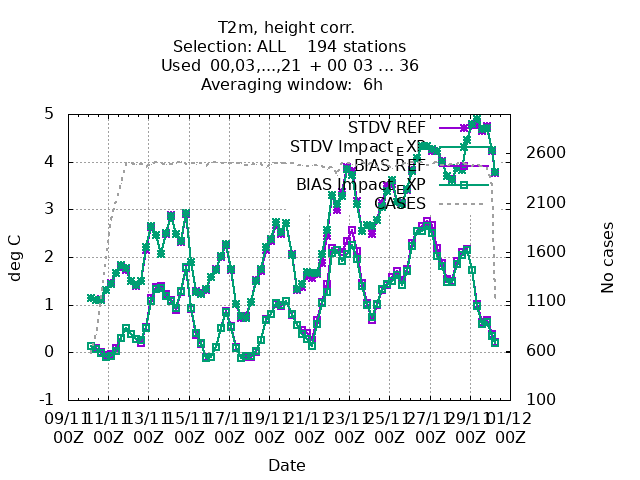 T2m, height corr.
Selection: ALL 194 stations
Used 00,03,...,21 + 00 03 ... 36
Averaging window: 6h
STDV REF
STDV Impact_EXP
BIAS REF
BIAS Impact_EXP
CASES
5
4
3
2
1
0
-1
2600
2100
1600
1100
600
100
deg C
No cases
09/11 11/11 13/11 15/11 17/11 19/11 21/11 23/11 25/11 27/11 29/11 01/12
00Z 00Z 00Z 00Z 00Z 00Z 00Z 00Z 00Z 00Z 00Z 00Z
Date